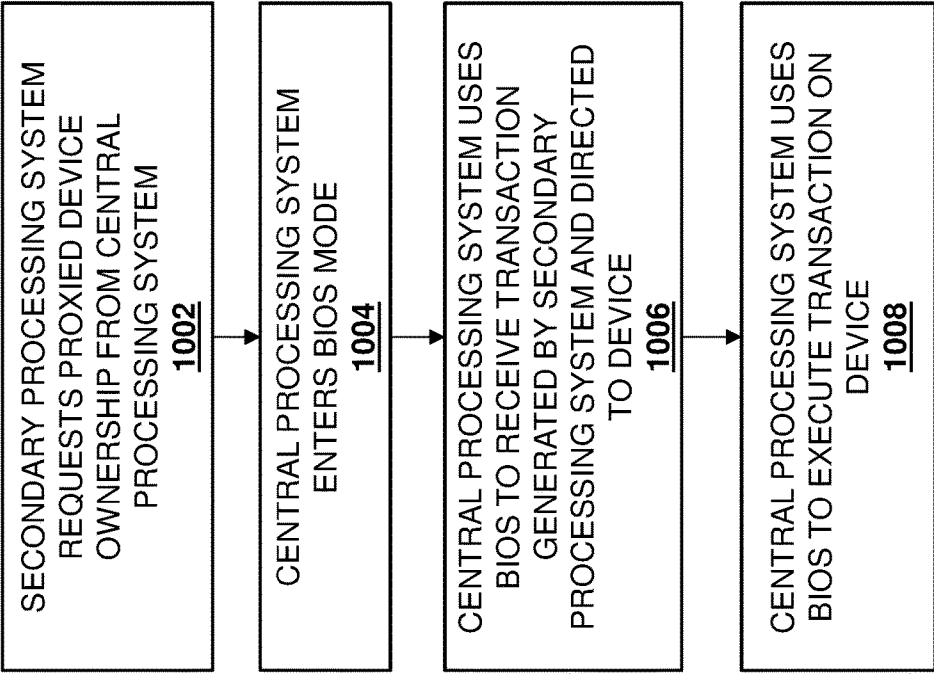 SECONDARY PROCESSING SYSTEM
REQUESTS PROXIED DEVICE
OWNERSHIP FROM CENTRAL
PROCESSING SYSTEM
1002
CENTRAL PROCESSING SYSTEM
ENTERS BIOS MODE
1004
CENTRAL PROCESSING SYSTEM USES
BIOS TO RECEIVE TRANSACTION
GENERATED BY SECONDARY
PROCESSING SYSTEM AND DIRECTED
TO DEVICE
1006
CENTRAL PROCESSING SYSTEM USES
BIOS TO EXECUTE TRANSACTION ON
DEVICE
1008